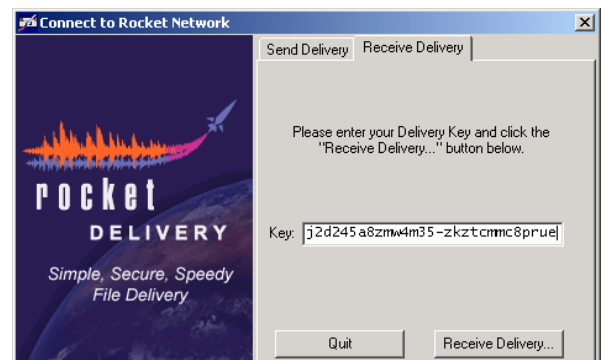 Connect to Rocket Network
Send Delivery
Receive Delivery
Please enter your Delivery Key and click the
"Receive Delivery..." button below.
rocket
DELIVERY
Simple, Secure, Speedy
File Delivery
Key: j2d245a8zmw4m35-zkztcmmc8prue
Quit
Receive Delivery...